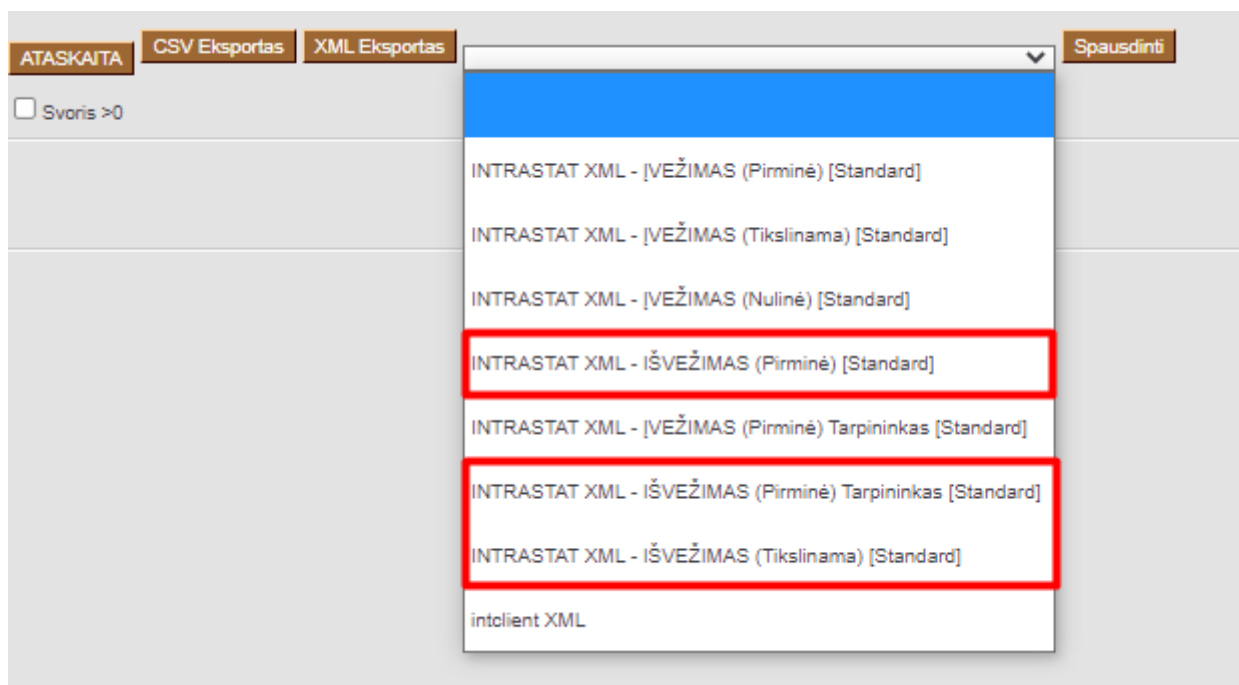 ATASKAITA
CSV Eksportas
XML Eksportas
Spausdinti
Svoris >0
INTRASTAT XML - ĮVEŽIMAS (Pirminė) [Standard]
INTRASTAT XML - ĮVEŽIMAS (Tikslinama) [Standard]
INTRASTAT XML - ĮVEŽIMAS (Nulinė) [Standard]
INTRASTAT XML - IŠVEŽIMAS (Pirminė) [Standard]
INTRASTAT XML - ĮVEŽIMAS (Pirminė) Tarpininkas [Standard]
INTRASTAT XML - IŠVEŽIMAS (Pirminė) Tarpininkas [Standard]
INTRASTAT XML - IŠVEŽIMAS (Tikslinama) [Standard]
intclient XML